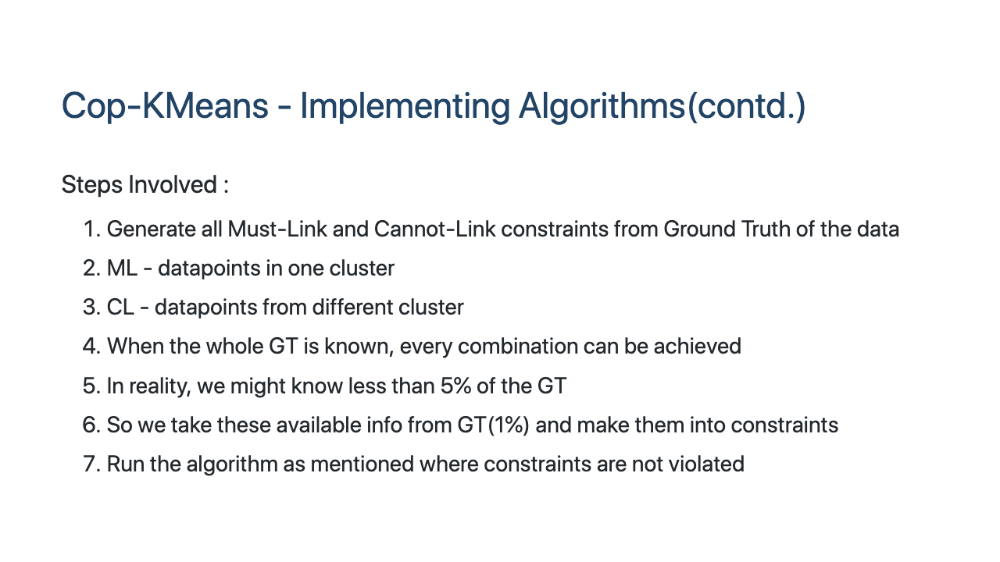 Cop-KMeans - Implementing Algorithms(contd.)
Steps Involved :
1. Generate all Must-Link and Cannot-Link constraints from Ground Truth of the data
2. ML - datapoints in one cluster
3. CL - datapoints from different cluster
4. When the whole GT is known, every combination can be achieved
5. In reality, we might know less than 5% of the GT
6. So we take these available info from GT(1%) and make them into constraints
7. Run the algorithm as mentioned where constraints are not violated